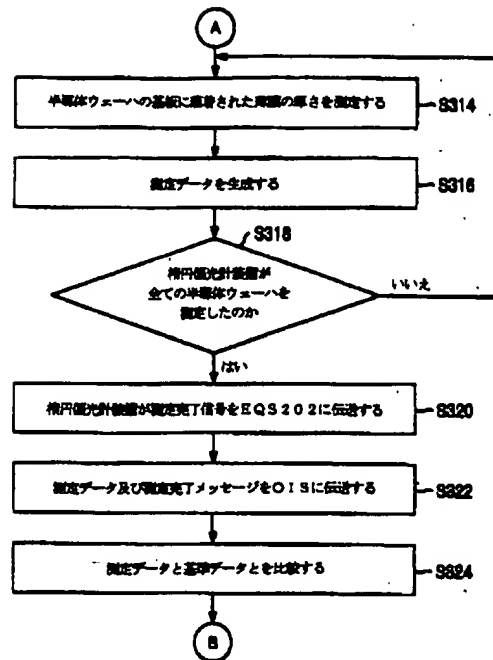 A
半導体ウェーハの基板に蒸着された薄膜の厚さを測定する
S314
測定データを生成する
S316
S318
楕円偏光計装備が
全ての半導体ウェーハを
測定したのか
いいえ
はい
楕円偏光計装備が測定完了信号をEQS202に伝送する
S320
測定データ及び測定完了メッセージをOISに伝送する
S322
測定データと基準データとを比較する
S324
B